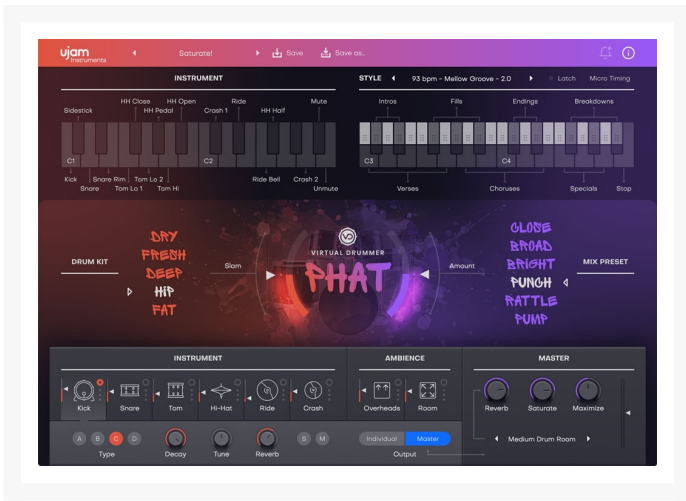 ujam Instruments
Saturate!
Save
Save as..
INSTRUMENT
STYLE
93 bpm - Mellow Groove - 2.0
Latch
Micro Timing
HH Close HH Open Ride Mute
Sidestick HH Pedal Crash 1 HH Half
C1 C2
Kick Snare Rim Tom Lo 2 Ride Bell Crash 2
Snare Tom Lo 1 Tom Hi Unmute
Intros Fills Endings Breakdowns
C3 C4
Verses Choruses Specials Stop
DRUM KIT
DRY
FRESH
DEEP
HIP
FAT
Slam
VIRTUAL DRUMMER
PHAT
Amount
CLOSE
BROAD
BRIGHT
PUNCH
RATTLE
PUMP
MIX PRESET
INSTRUMENT
Kick Snare Tom Hi-Hat Ride Crash
A B C D S M
Type Decay Tune Reverb
AMBIENCE
Overheads Room
Individual Master
Output
MASTER
Reverb Saturate Maximize
Medium Drum Room